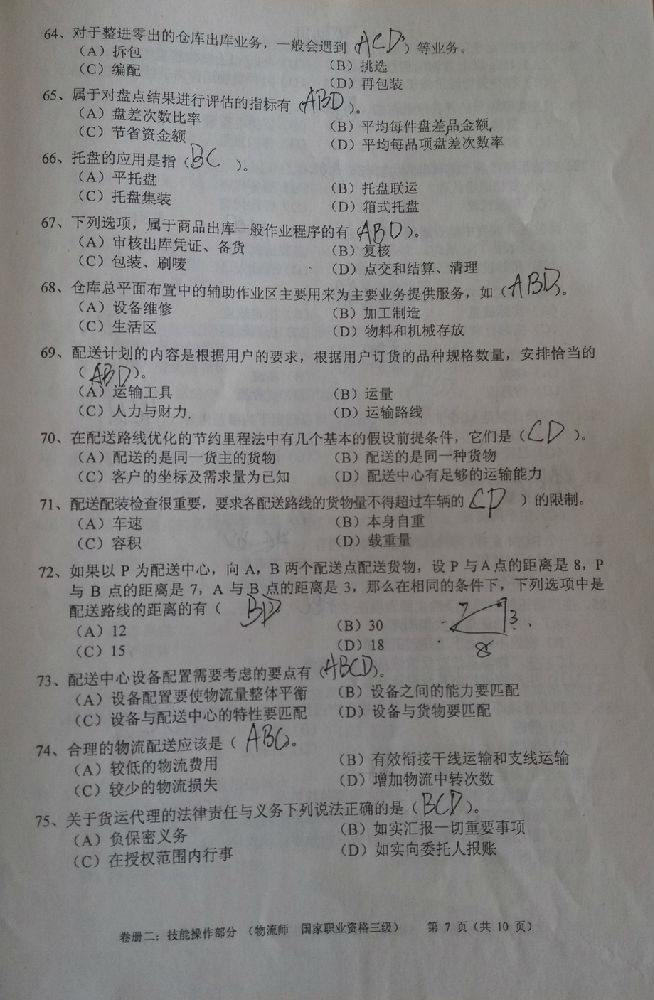 64、对于整进零出的仓库出库业务，一般会遇到（ACD）等业务。
（A）拆包 （B）挑选
（C）编配 （D）再包装
65、属于对盘点结果进行评估的指标有（ABD）。
（A）盘差次数比率 （B）平均每件盘差品金额
（C）节省资金额 （D）平均每品项盘差次数率
66、托盘的应用是指（BC ）。
（A）平托盘 （B）托盘联运
（C）托盘集装 （D）箱式托盘
67、下列选项，属于商品出库一般作业程序的有（ABD）。
（A）审核出库凭证、备货 （B）复核
（C）包装、刷唛 （D）点交和结算、清理
68、仓库总平面布置中的辅助作业区主要用来为主要业务提供服务，如（ABD）。
（A）设备维修 （B）加工制造
（C）生活区 （D）物料和机械存放
69、配送计划的内容是根据用户的要求，根据用户订货的品种规格数量，安排恰当的
（ABD）。
（A）运输工具 （B）运量
（C）人力与财力 （D）运输路线
70、在配送路线优化的节约里程法中有几个基本的假设前提条件，它们是（CD ）。
（A）配送的是同一货主的货物 （B）配送的是同一种货物
（C）客户的坐标及需求量为已知 （D）配送中心有足够的运输能力
71、配送配装检查很重要，要求各配送路线的货物量不得超过车辆的（CD ）的限制。
（A）车速 （B）本身自重
（C）容积 （D）载重量
72、如果以 P 为配送中心，向 A，B 两个配送点配送货物，设 P 与 A 点的距离是 8，P
与 B 点的距离是 7，A 与 B 点的距离是 3，那么在相同的条件下，下列选项中是
配送路线的距离的有（ BD
（A）12 （B）30 7 3
（C）15 （D）18 8
73、配送中心设备配置需要考虑的要点有（ABCD）。
（A）设备配置要使物流量整体平衡 （B）设备之间的能力要匹配
（C）设备与配送中心的特性要匹配 （D）设备与货物要匹配
74、合理的物流配送应该是（ABC）。
（A）较低的物流费用 （B）有效衔接干线运输和支线运输
（C）较少的物流损失 （D）增加物流中转次数
75、关于货运代理的法律责任与义务下列说法正确的是（BCD）。
（A）负保密义务 （B）如实汇报一切重要事项
（C）在授权范围内行事 （D）如实向委托人报账
卷册二：技能操作部分 （物流师 国家职业资格三级） 第 7 页（共 10 页）